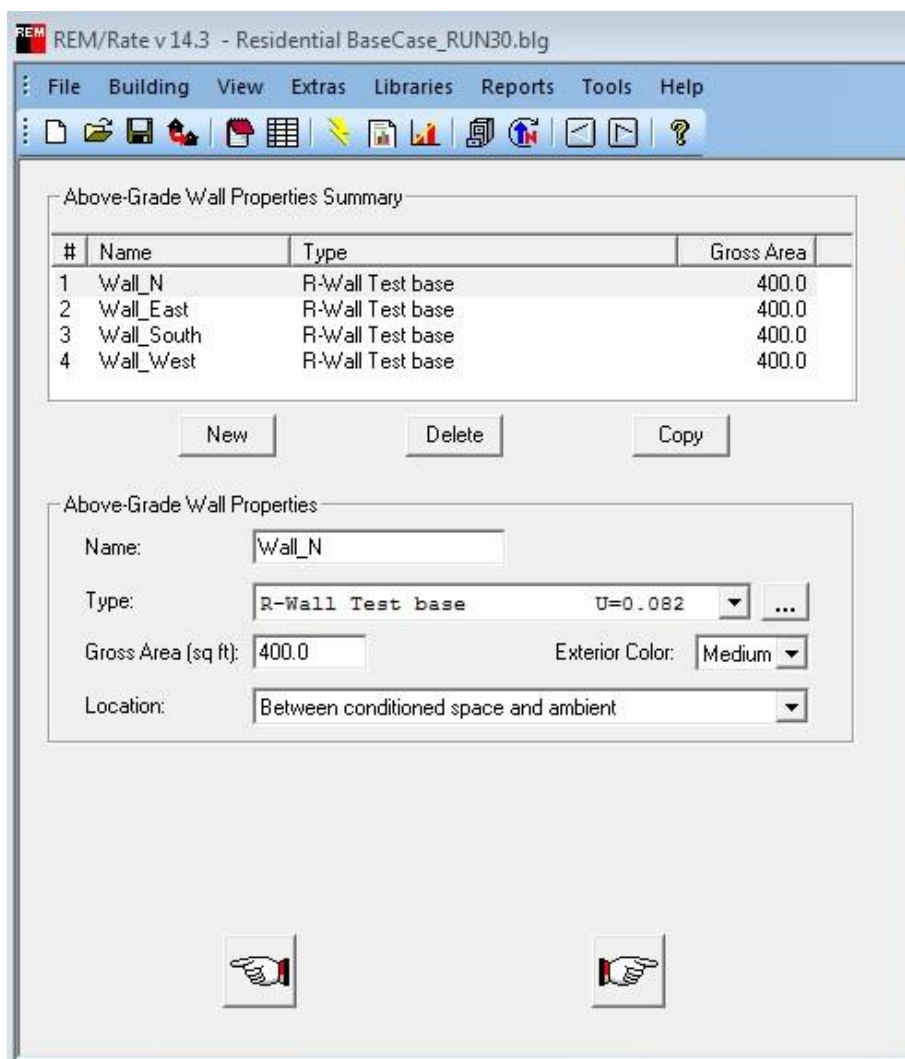 REM REM/Rate v 14.3 - Residential BaseCase_RUN30.blg
File Building View Extras Libraries Reports Tools Help
Above-Grade Wall Properties Summary
# Name Type Gross Area
1 Wall_N R-Wall Test base 400.0
2 Wall_East R-Wall Test base 400.0
3 Wall_South R-Wall Test base 400.0
4 Wall_West R-Wall Test base 400.0
New Delete Copy
Above-Grade Wall Properties
Name: Wall_N
Type: R-Wall Test base U=0.082 ...
Gross Area (sq ft): 400.0 Exterior Color: Medium
Location: Between conditioned space and ambient